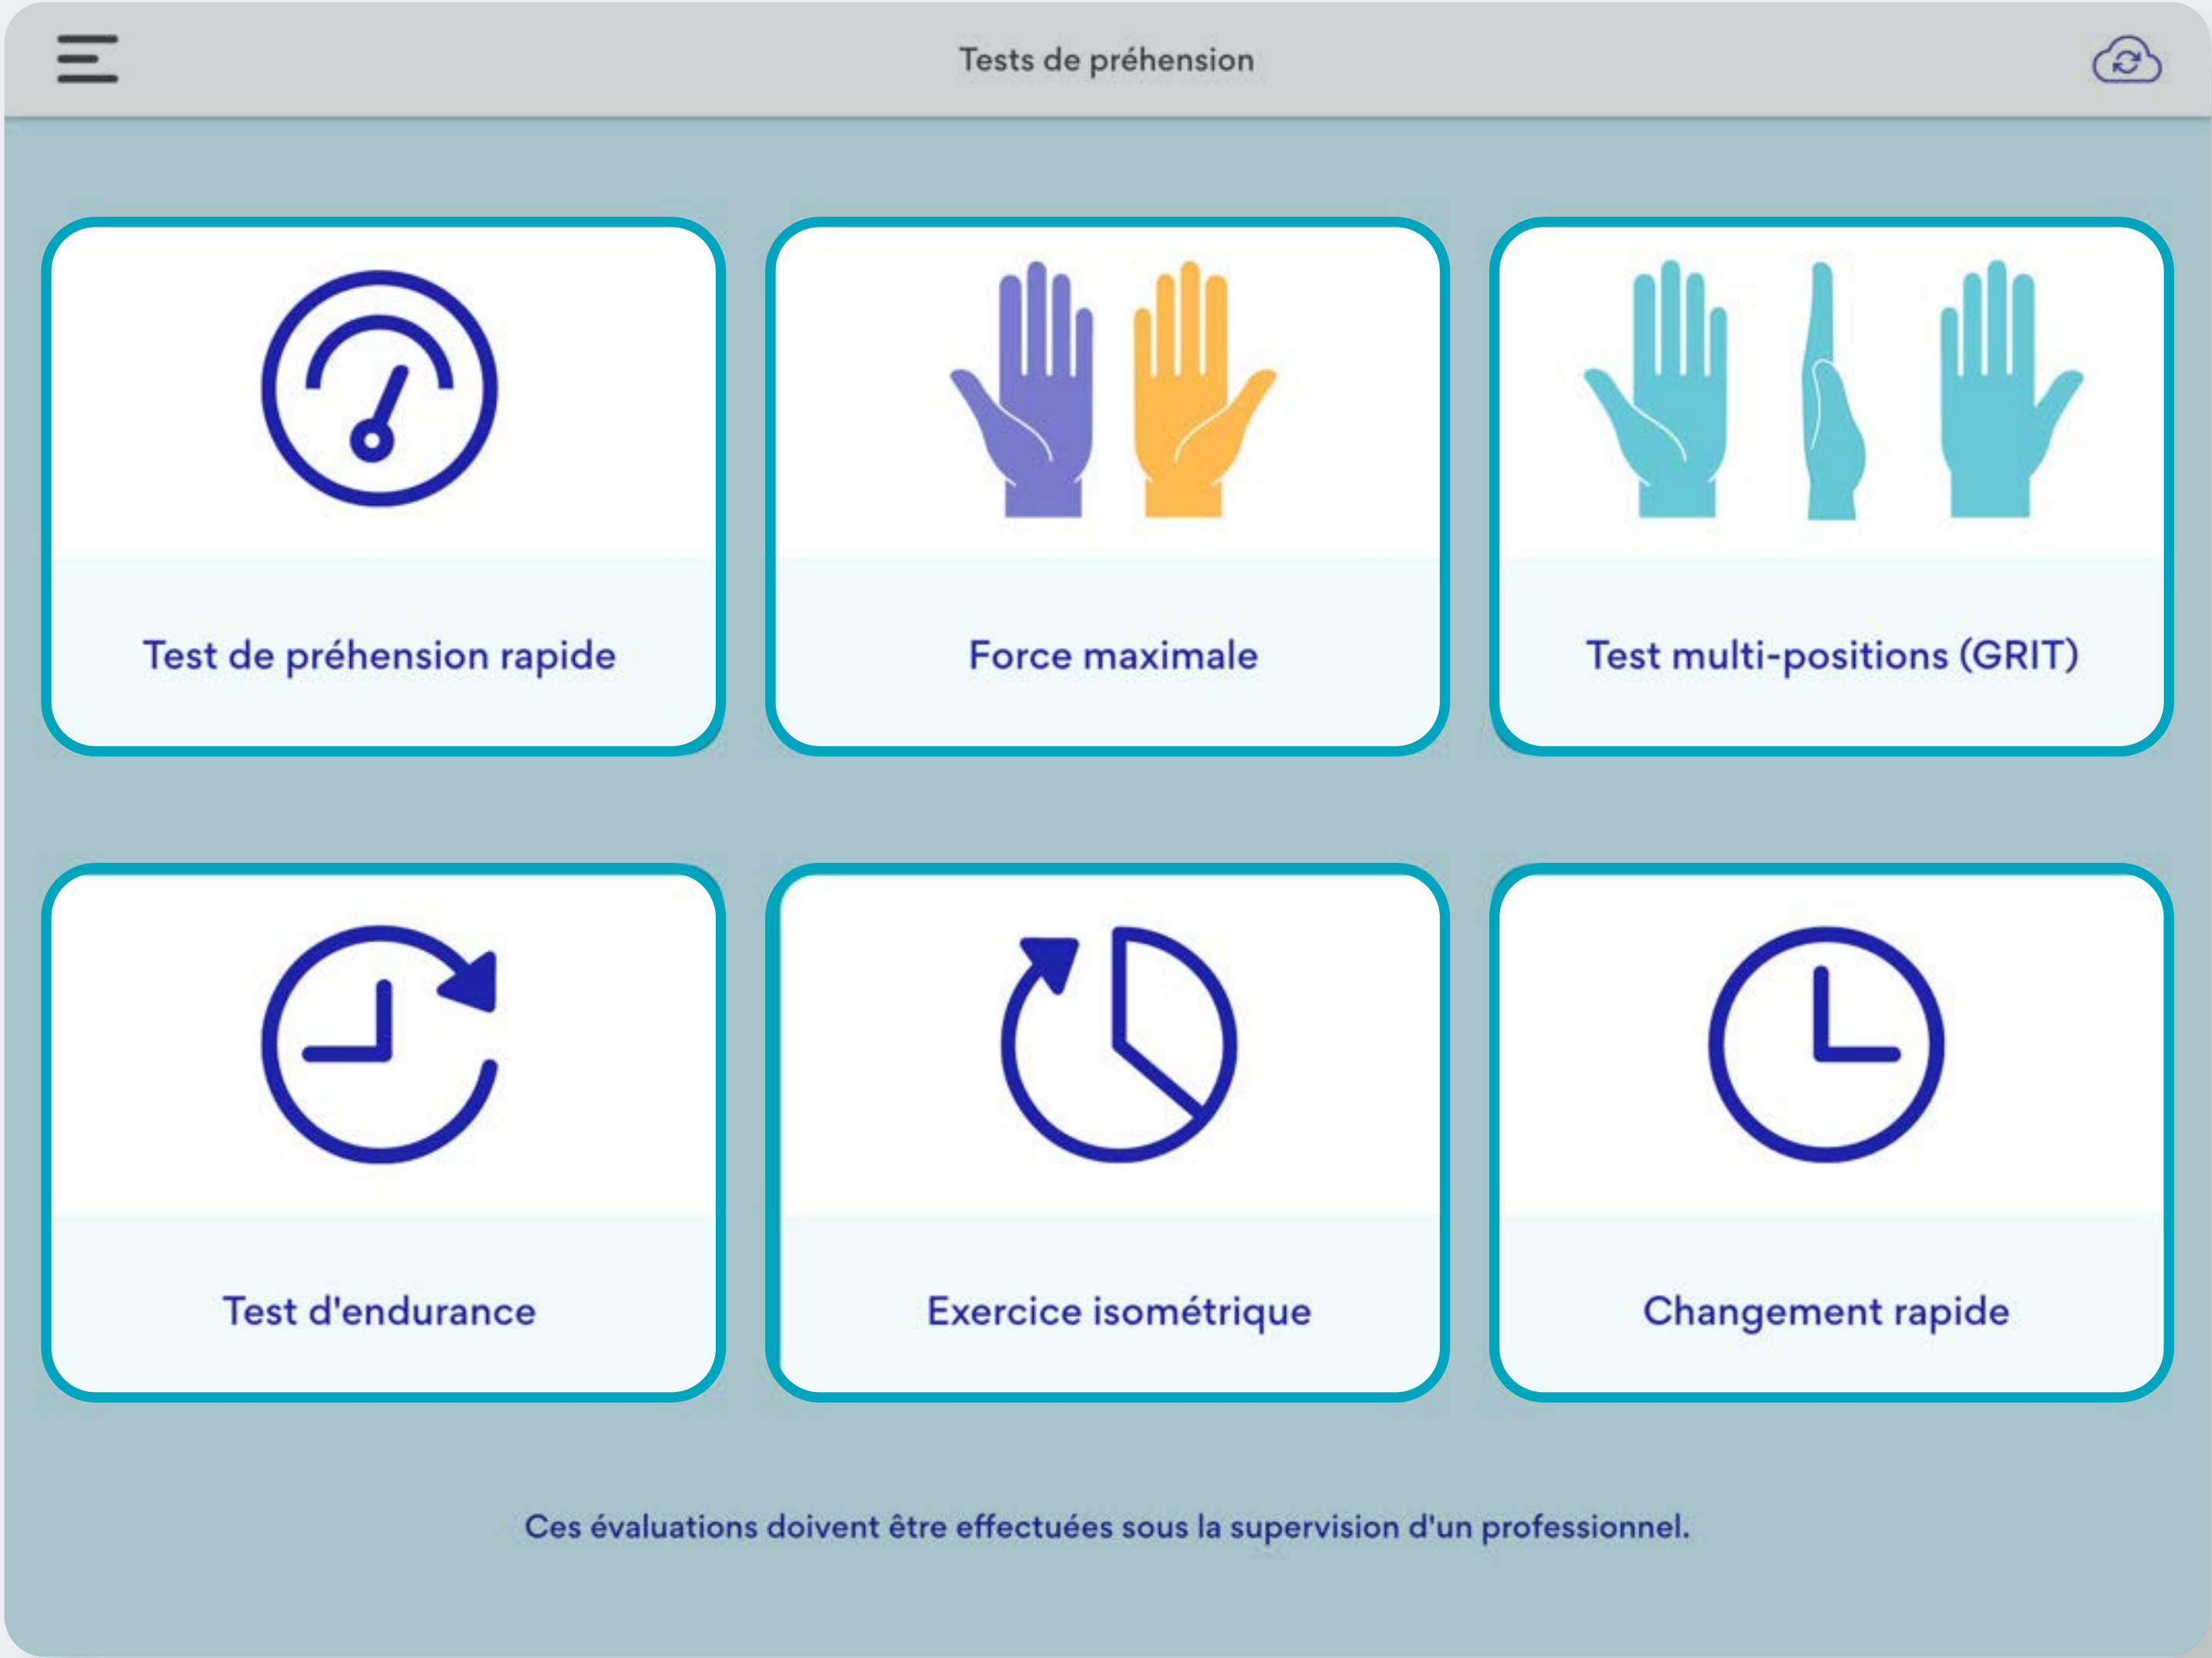 Tests de préhension
Test de préhension rapide
Force maximale
Test multi-positions (GRIT)
Test d'endurance
Exercice isométrique
Changement rapide
Ces évaluations doivent être effectuées sous la supervision d'un professionnel.